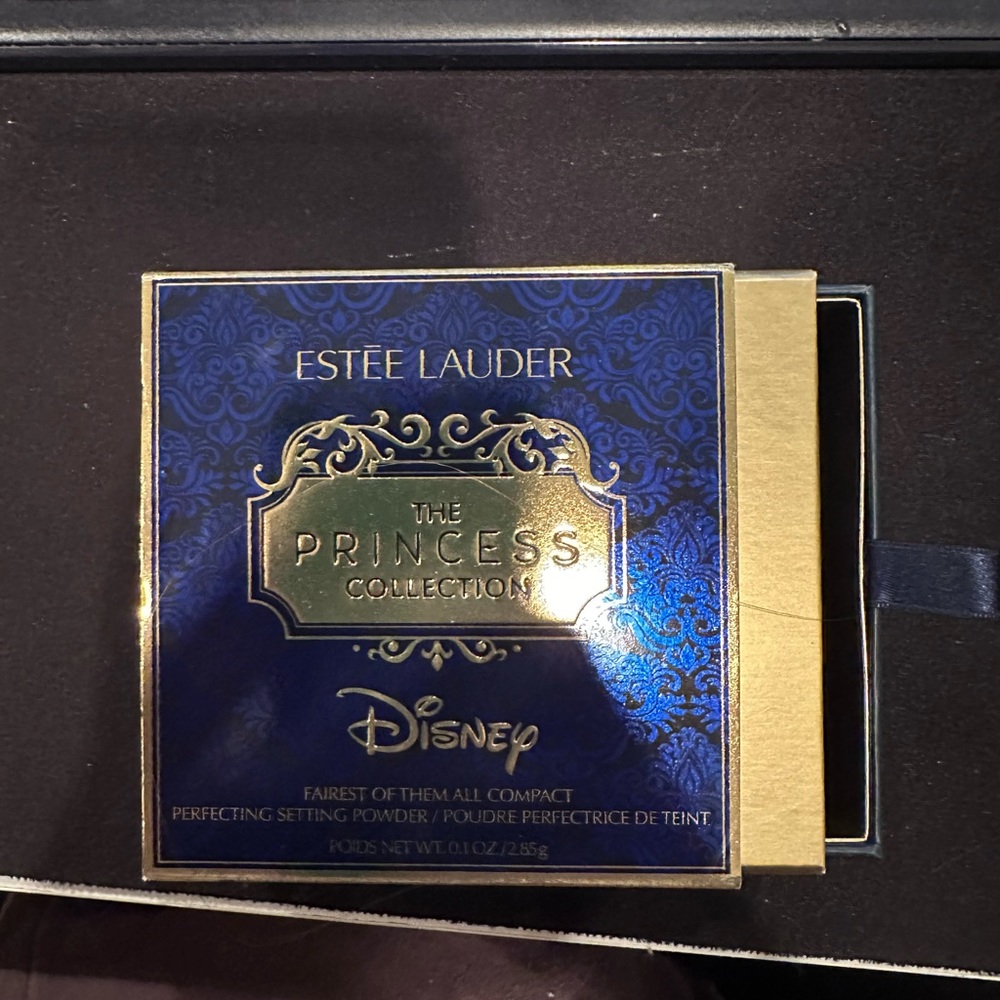 ESTĒE LAUDER
THE
PRINCESS
COLLECTION
DISNEY
FAIREST OF THEM ALL COMPACT
PERFECTING SETTING POWDER / POUDRE PERFECTRICE DE TEINT
POIDS NET WT. 0.1 OZ / 2.85g